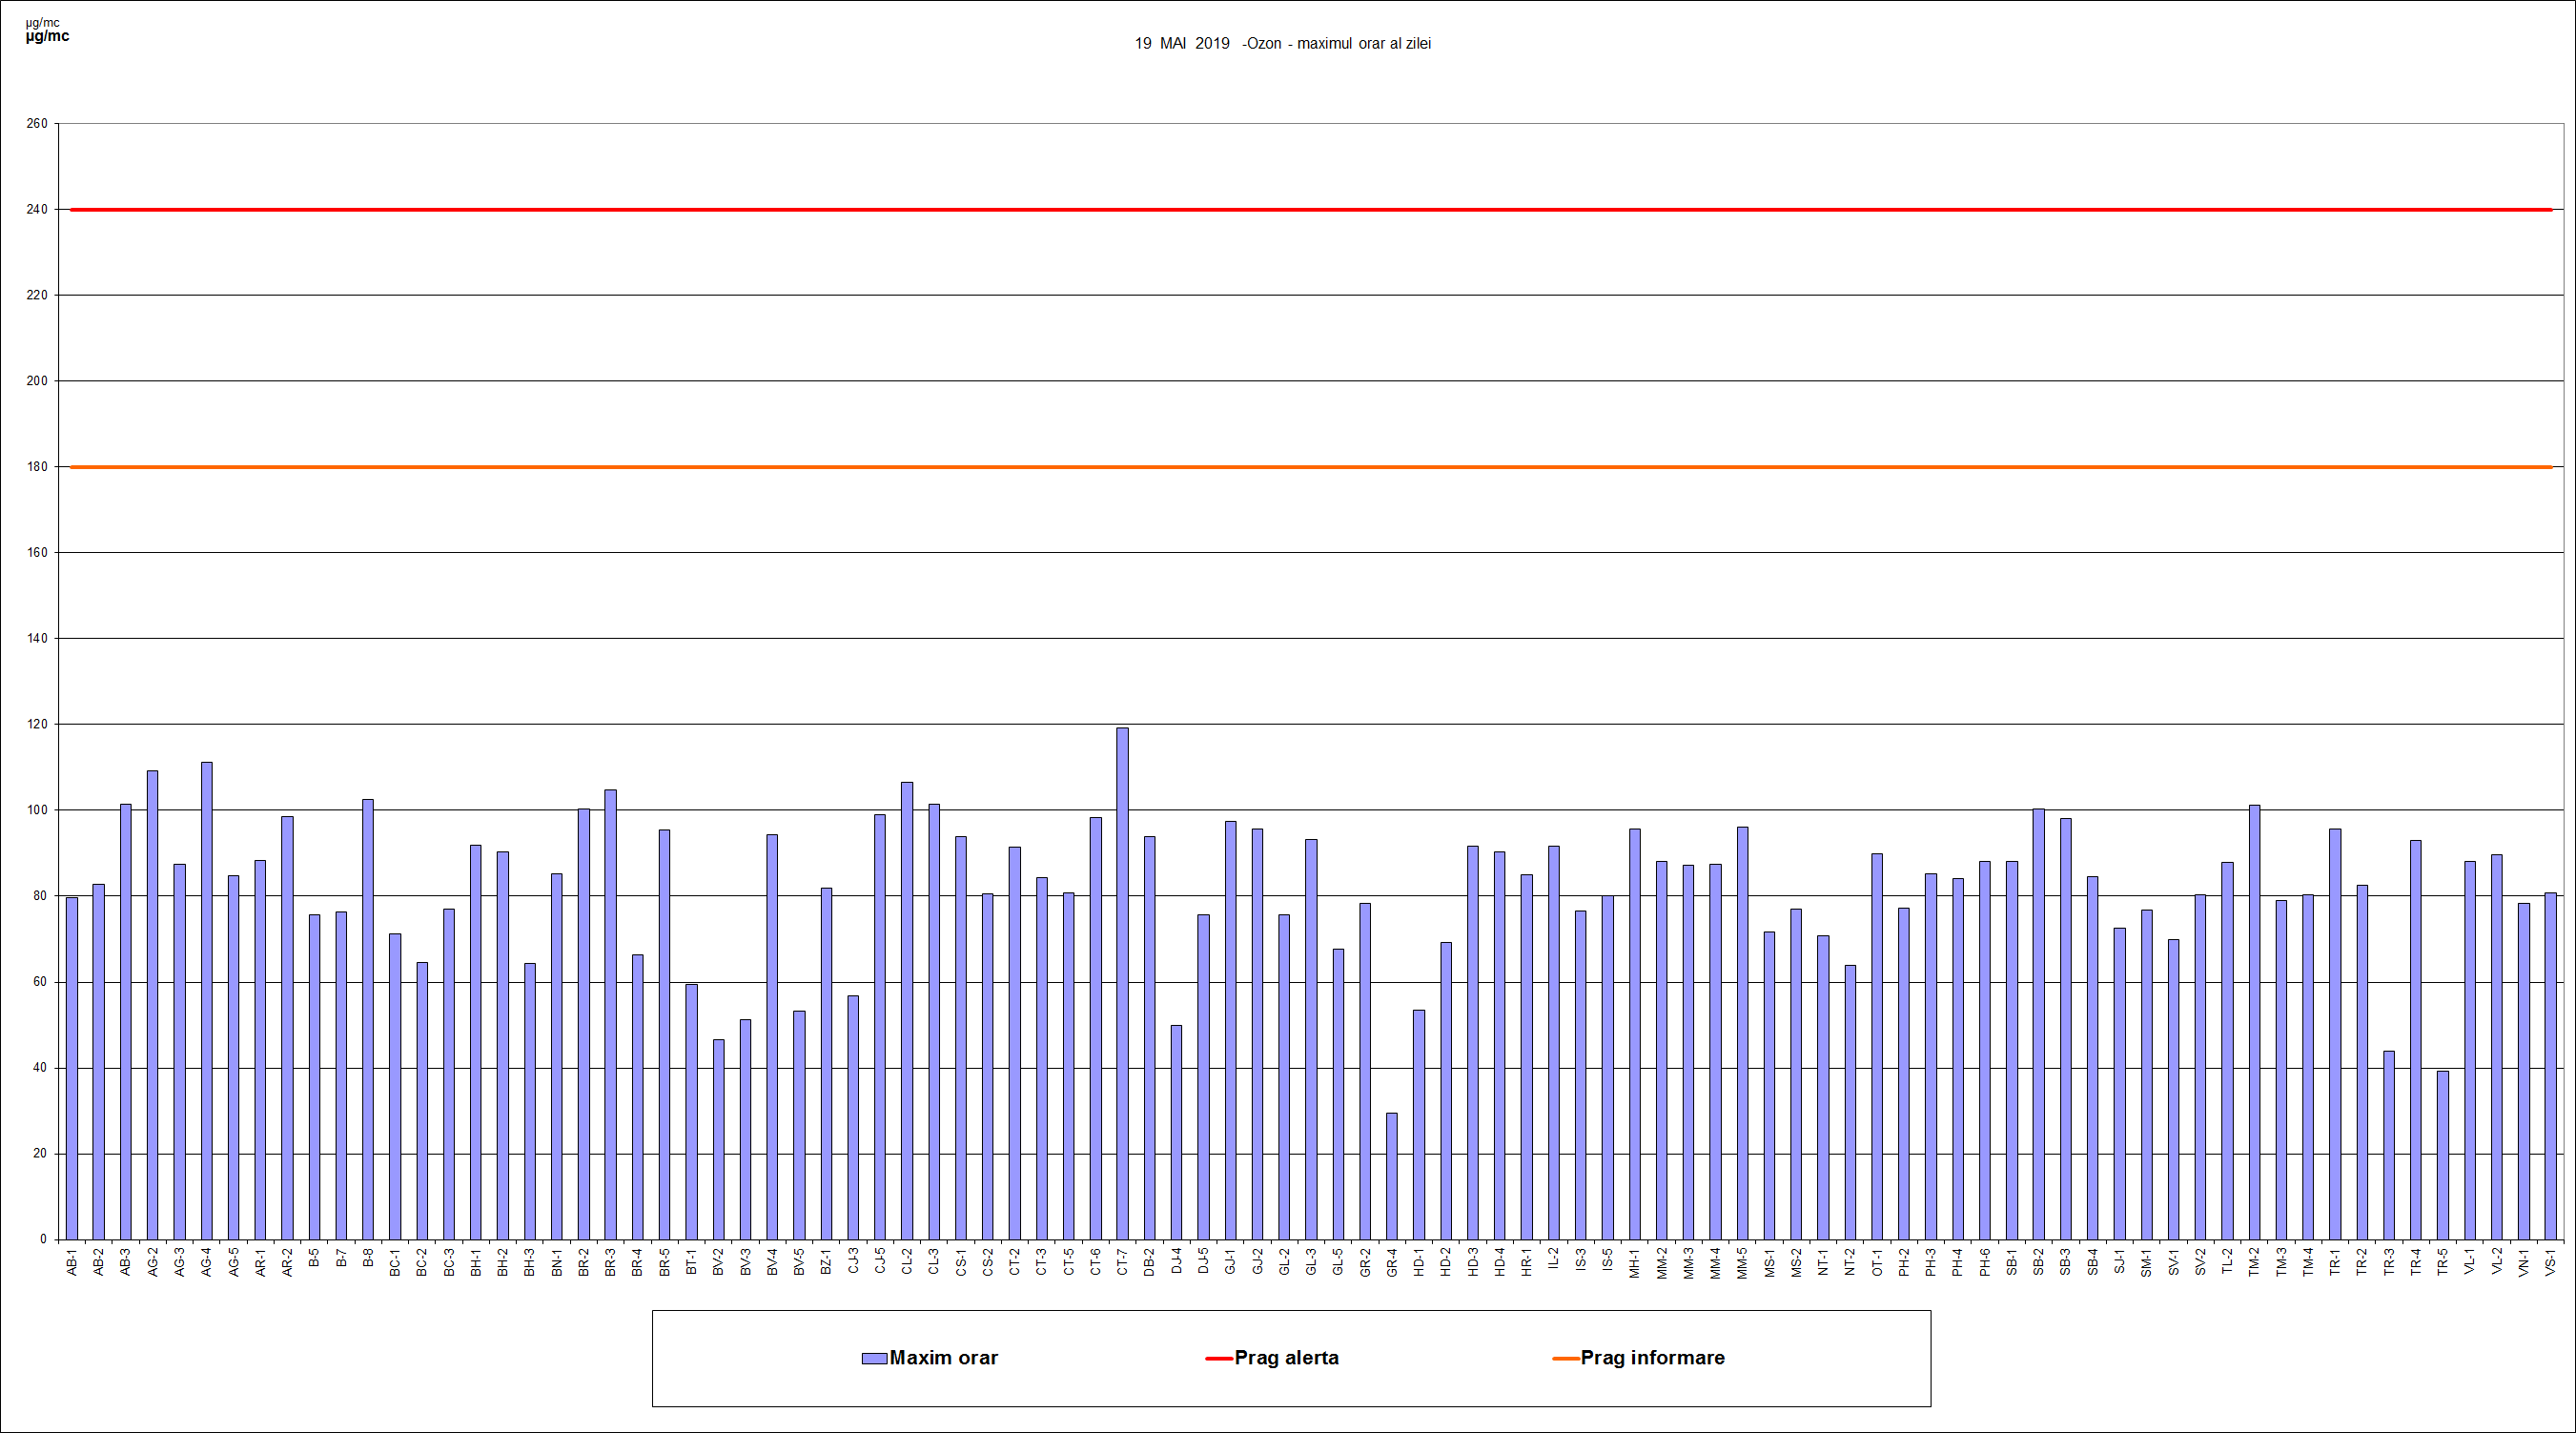 µg/mc
µg/mc
19 MAI 2019 -Ozon - maximul orar al zilei
260
240
220
200
180
160
140
120
100
80
60
40
20
0
AB-1 AB-2 AB-3 AG-2 AG-3 AG-4 AG-5 AR-1 AR-2 B-5 B-7 B-8 BC-1 BC-2 BC-3 BH-1 BH-2 BH-3 BN-1 BR-2 BR-3 BR-4 BR-5 BT-1 BV-2 BV-3 BV-4 BV-5 BZ-1 CJ-3 CJ-5 CL-2 CL-3 CS-1 CS-2 CT-2 CT-3 CT-5 CT-6 CT-7 DB-2 DJ-4 DJ-5 GJ-1 GJ-2 GL-2 GL-3 GL-5 GR-2 GR-4 HD-1 HD-2 HD-3 HD-4 HR-1 IL-2 IS-3 IS-5 MH-1 MM-2 MM-3 MM-4 MM-5 MS-1 MS-2 NT-1 NT-2 OT-1 PH-2 PH-3 PH-4 PH-6 SB-1 SB-2 SB-3 SB-4 SJ-1 SM-1 SV-1 SV-2 TL-2 TM-2 TM-3 TM-4 TR-1 TR-2 TR-3 TR-4 TR-5 VL-1 VL-2 VN-1 VS-1
Maxim orar Prag alerta Prag informare